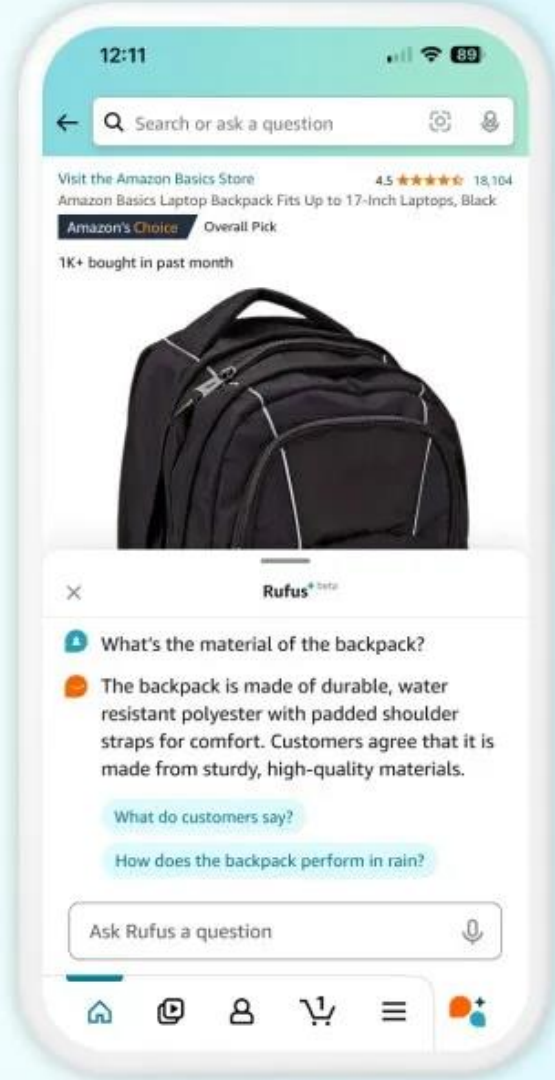 12:11
89
Search or ask a question
Visit the Amazon Basics Store
4.5 18,104
Amazon Basics Laptop Backpack Fits Up to 17-Inch Laptops, Black
Amazon's Choice Overall Pick
1K+ bought in past month
Rufus beta
What's the material of the backpack?
The backpack is made of durable, water
resistant polyester with padded shoulder
straps for comfort. Customers agree that it is
made from sturdy, high-quality materials.
What do customers say?
How does the backpack perform in rain?
Ask Rufus a question
1